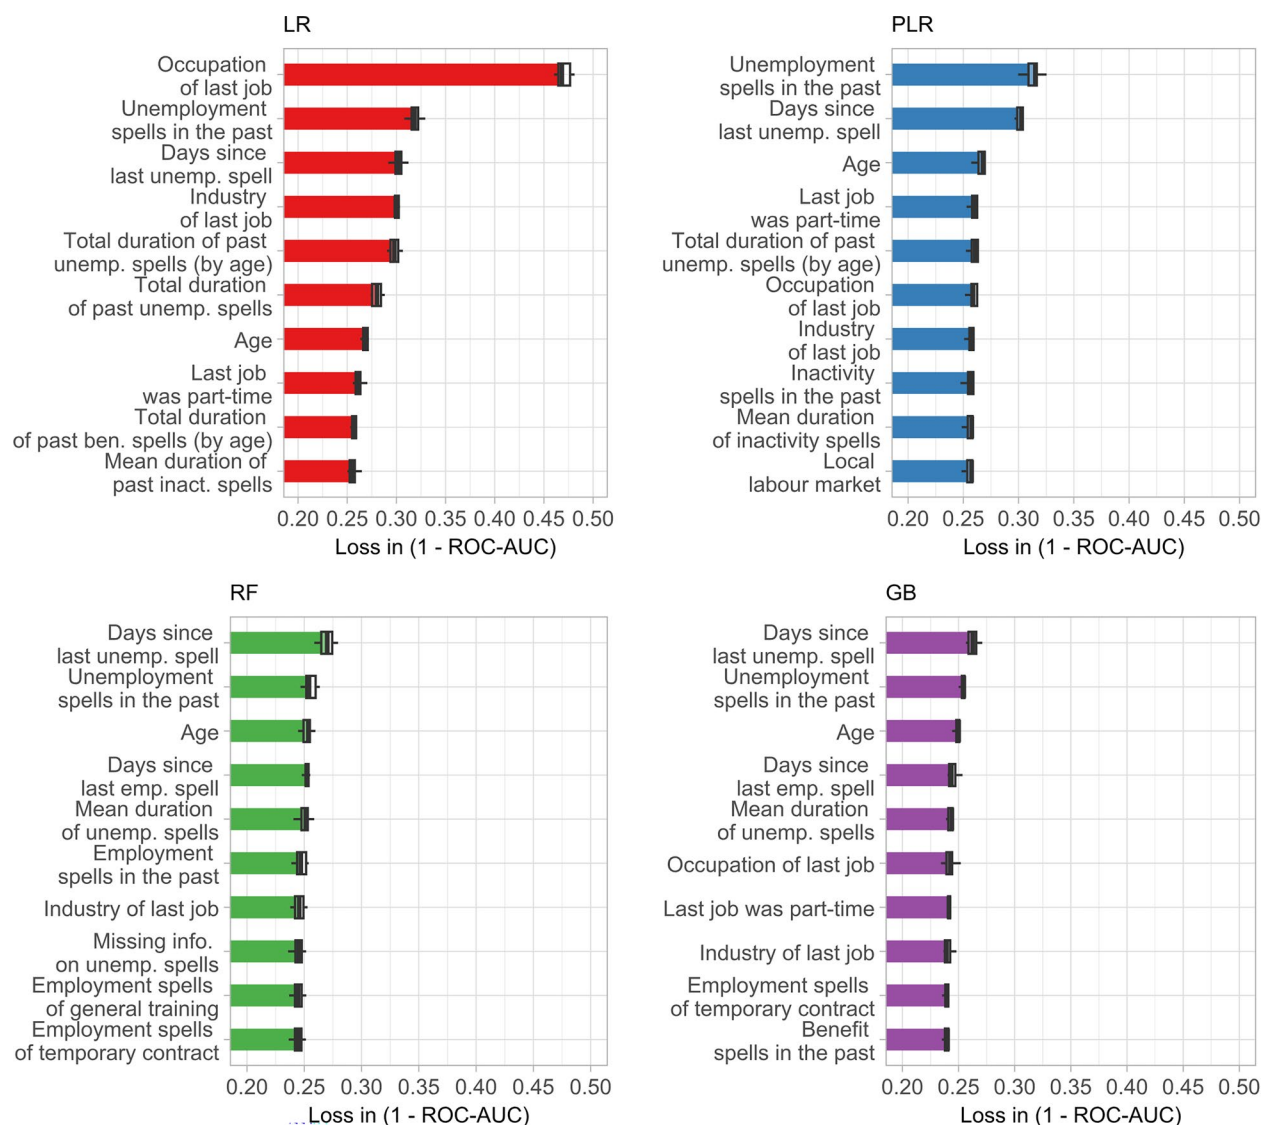 LR
Occupation
of last job
Unemployment
spells in the past
Days since
last unemp. spell
Industry
of last job
Total duration of past
unemp. spells (by age)
Total duration
of past unemp. spells
Age
Last job
was part-time
Total duration
of past ben. spells (by age)
Mean duration of
past inact. spells
0.20 0.25 0.30 0.35 0.40 0.45 0.50
Loss in (1 - ROC-AUC)
PLR
Unemployment
spells in the past
Days since
last unemp. spell
Age
Last job
was part-time
Total duration of past
unemp. spells (by age)
Occupation
of last job
Industry
of last job
Inactivity
spells in the past
Mean duration
of inactivity spells
Local
labour market
0.20 0.25 0.30 0.35 0.40 0.45 0.50
Loss in (1 - ROC-AUC)
RF
Days since
last unemp. spell
Unemployment
spells in the past
Age
Days since
last emp. spell
Mean duration
of unemp. spells
Employment
spells in the past
Industry of last job
Missing info.
on unemp. spells
Employment spells
of general training
Employment spells
of temporary contract
0.20 0.25 0.30 0.35 0.40 0.45 0.50
Loss in (1 - ROC-AUC)
GB
Days since
last unemp. spell
Unemployment
spells in the past
Age
Days since
last emp. spell
Mean duration
of unemp. spells
Occupation of last job
Last job was part-time
Industry of last job
Employment spells
of temporary contract
Benefit
spells in the past
0.20 0.25 0.30 0.35 0.40 0.45 0.50
Loss in (1 - ROC-AUC)